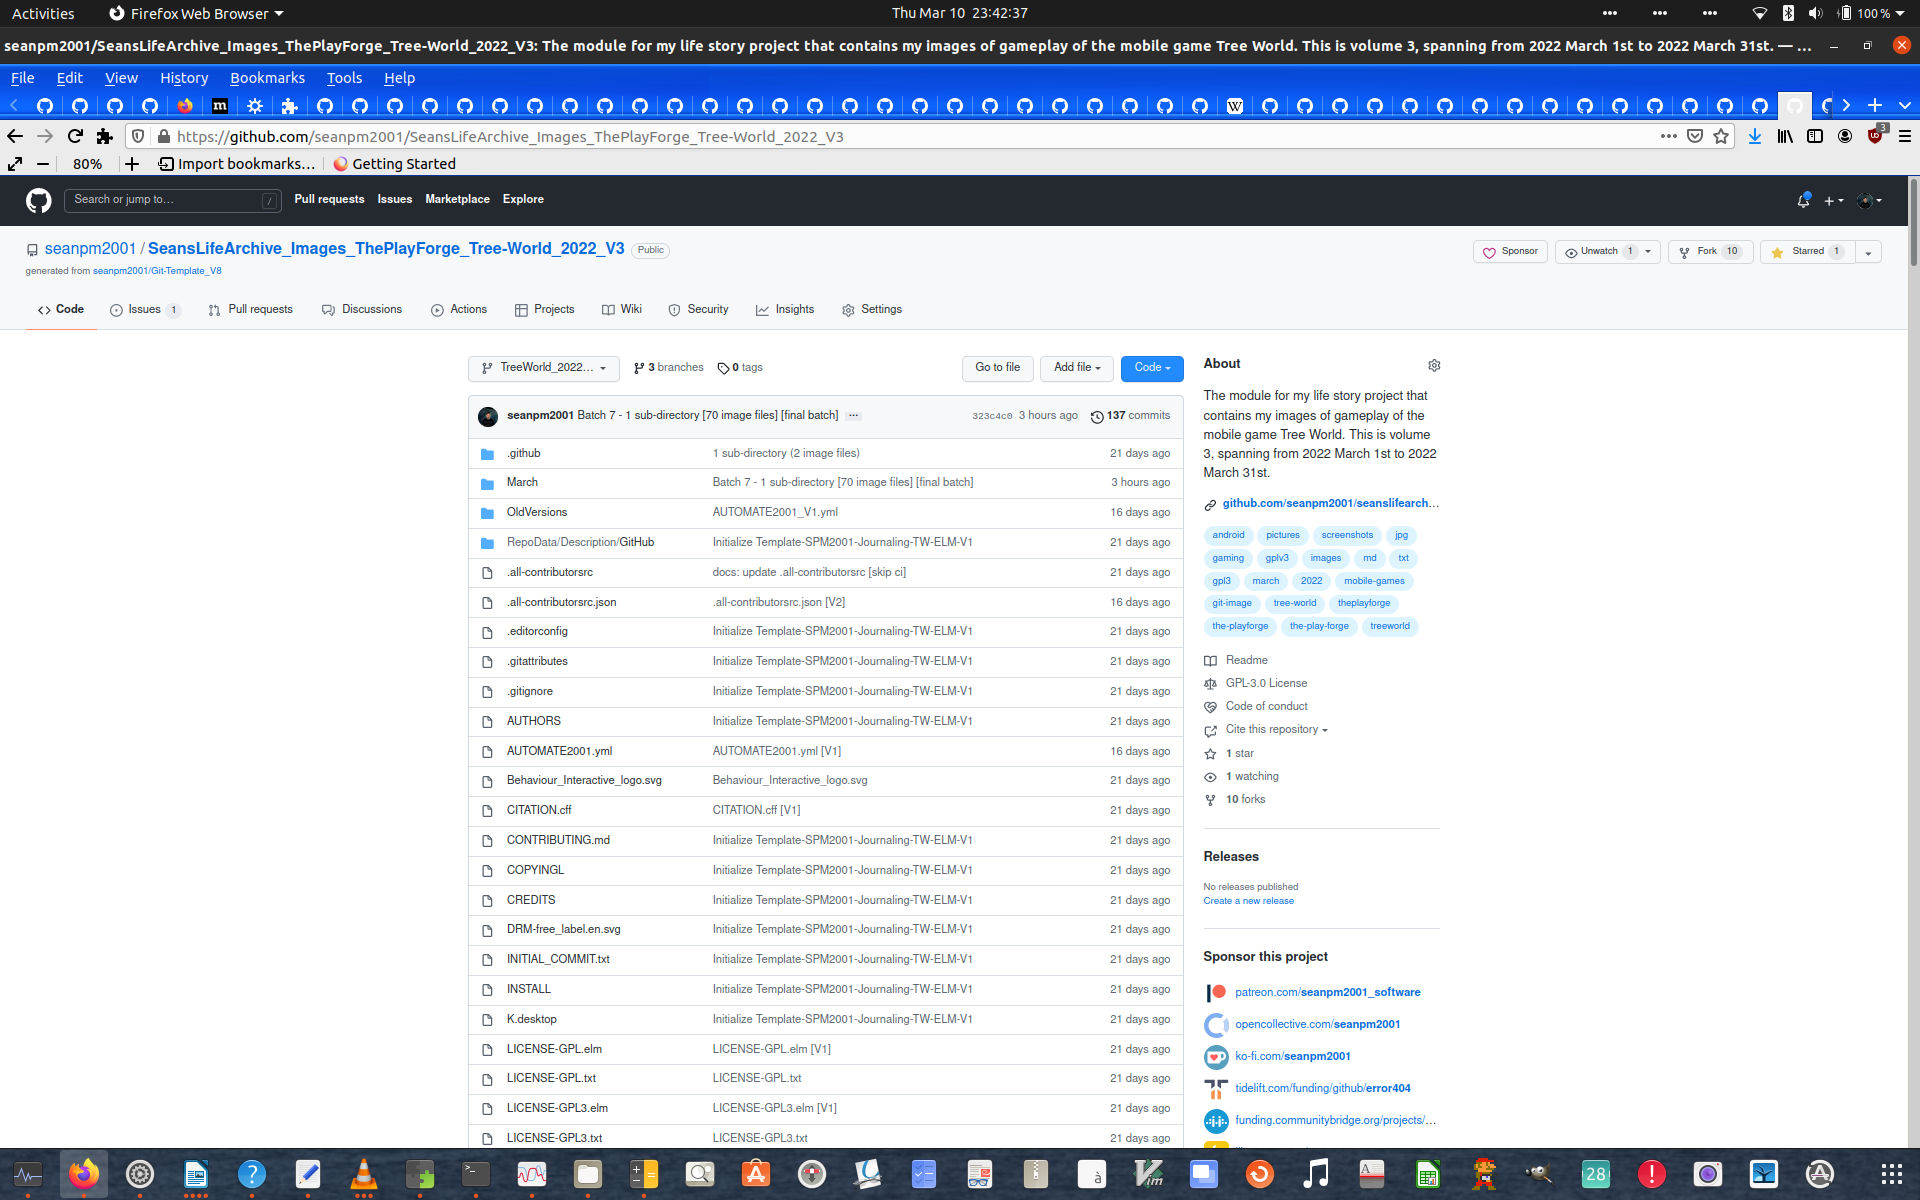 Activities Firefox Web Browser Thu Mar 10 23:42:37 100 %
seanpm2001/SeansLifeArchive_Images_ThePlayForge_Tree-World_2022_V3: The module for my life story project that contains my images of gameplay of the mobile game Tree World. This is volume 3, spanning from 2022 March 1st to 2022 March 31st. — ...
File Edit View History Bookmarks Tools Help
https://github.com/seanpm2001/SeansLifeArchive_Images_ThePlayForge_Tree-World_2022_V3 3
80% Import bookmarks... Getting Started
Search or jump to... / Pull requests Issues Marketplace Explore
seanpm2001 / SeansLifeArchive_Images_ThePlayForge_Tree-World_2022_V3 Public Sponsor Unwatch 1 Fork 10 Starred 1
generated from seanpm2001/Git-Template_V8
Code Issues 1 Pull requests Discussions Actions Projects Wiki Security Insights Settings
TreeWorld_2022... 3 branches 0 tags Go to file Add file Code
seanpm2001 Batch 7 - 1 sub-directory [70 image files] [final batch] ... 323c4c0 3 hours ago 137 commits
.github 1 sub-directory (2 image files) 21 days ago
March Batch 7 - 1 sub-directory [70 image files] [final batch] 3 hours ago
OldVersions AUTOMATE2001_V1.yml 16 days ago
RepoData/Description/GitHub Initialize Template-SPM2001-Journaling-TW-ELM-V1 21 days ago
.all-contributorsrc docs: update .all-contributorsrc [skip ci] 21 days ago
.all-contributorsrc.json .all-contributorsrc.json [V2] 16 days ago
.editorconfig Initialize Template-SPM2001-Journaling-TW-ELM-V1 21 days ago
.gitattributes Initialize Template-SPM2001-Journaling-TW-ELM-V1 21 days ago
.gitignore Initialize Template-SPM2001-Journaling-TW-ELM-V1 21 days ago
AUTHORS Initialize Template-SPM2001-Journaling-TW-ELM-V1 21 days ago
AUTOMATE2001.yml AUTOMATE2001.yml [V1] 16 days ago
Behaviour_Interactive_logo.svg Behaviour_Interactive_logo.svg 21 days ago
CITATION.cff CITATION.cff [V1] 21 days ago
CONTRIBUTING.md Initialize Template-SPM2001-Journaling-TW-ELM-V1 21 days ago
COPYINGL Initialize Template-SPM2001-Journaling-TW-ELM-V1 21 days ago
CREDITS Initialize Template-SPM2001-Journaling-TW-ELM-V1 21 days ago
DRM-free_label.en.svg Initialize Template-SPM2001-Journaling-TW-ELM-V1 21 days ago
INITIAL_COMMIT.txt Initialize Template-SPM2001-Journaling-TW-ELM-V1 21 days ago
INSTALL Initialize Template-SPM2001-Journaling-TW-ELM-V1 21 days ago
K.desktop Initialize Template-SPM2001-Journaling-TW-ELM-V1 21 days ago
LICENSE-GPL.elm LICENSE-GPL.elm [V1] 21 days ago
LICENSE-GPL.txt LICENSE-GPL.txt 21 days ago
LICENSE-GPL3.elm LICENSE-GPL3.elm [V1] 21 days ago
LICENSE-GPL3.txt LICENSE-GPL3.txt 21 days ago
About
The module for my life story project that
contains my images of gameplay of the
mobile game Tree World. This is volume
3, spanning from 2022 March 1st to 2022
March 31st.
github.com/seanpm2001/seanslifearch...
android pictures screenshots jpg
gaming gplv3 images md txt
gpl3 march 2022 mobile-games
git-image tree-world theplayforge
the-playforge the-play-forge treeworld
Readme
GPL-3.0 License
Code of conduct
Cite this repository
1 star
1 watching
10 forks
Releases
No releases published
Create a new release
Sponsor this project
patreon.com/seanpm2001_software
opencollective.com/seanpm2001
ko-fi.com/seanpm2001
tidelift.com/funding/github/error404
funding.communitybridge.org/projects/...
28